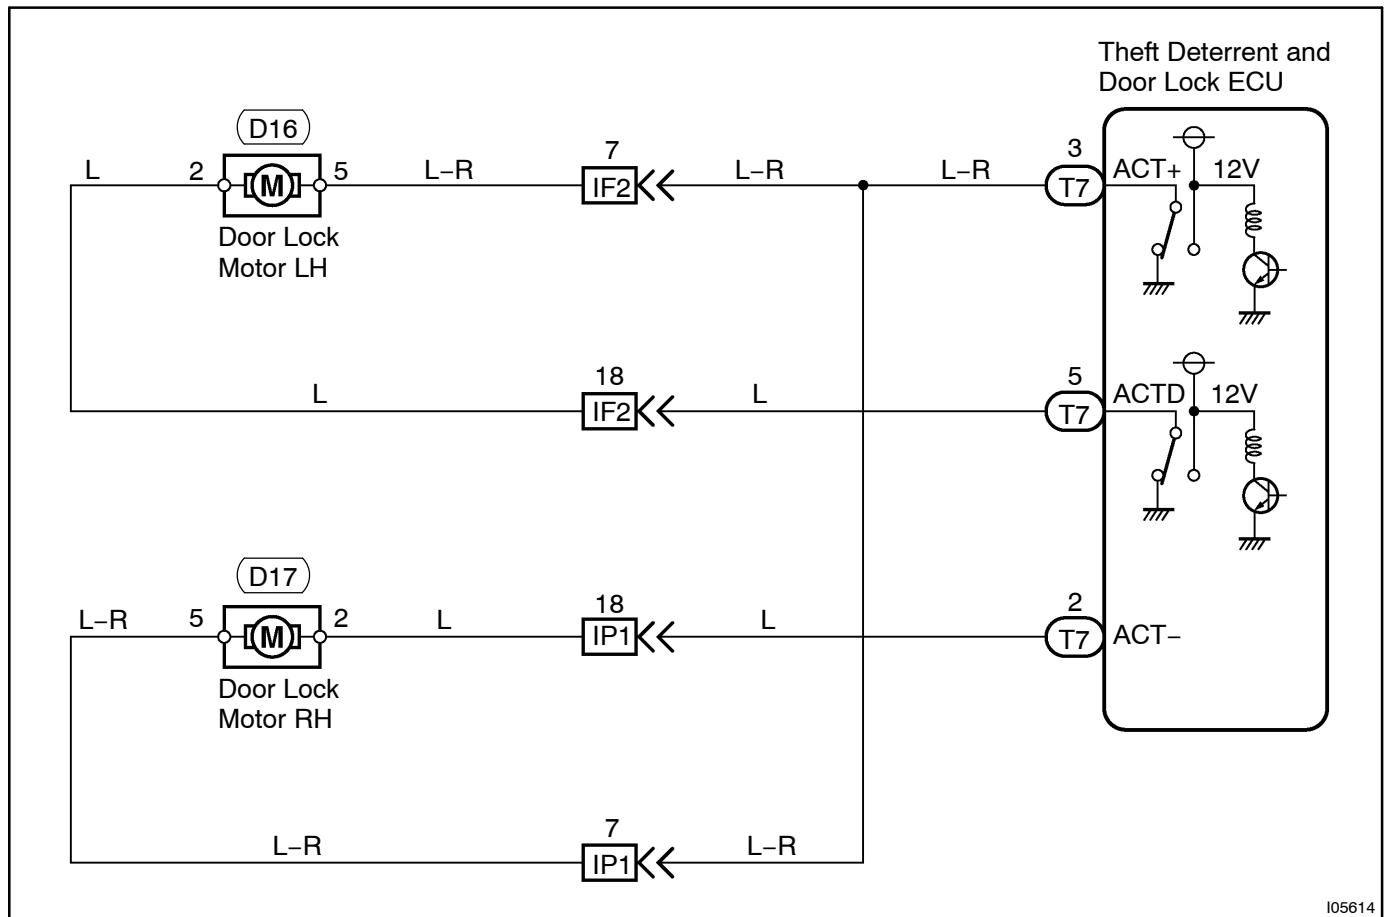 Theft Deterrent and
Door Lock ECU
D16
L
2
M
5
L–R
7
IF2
L–R
L–R
3
T7
ACT+
12V
Door Lock
Motor LH
L
18
IF2
L
5
T7
ACTD
12V
D17
L–R
5
M
2
L
18
IP1
L
2
T7
ACT–
Door Lock
Motor RH
L–R
7
IP1
L–R
I05614